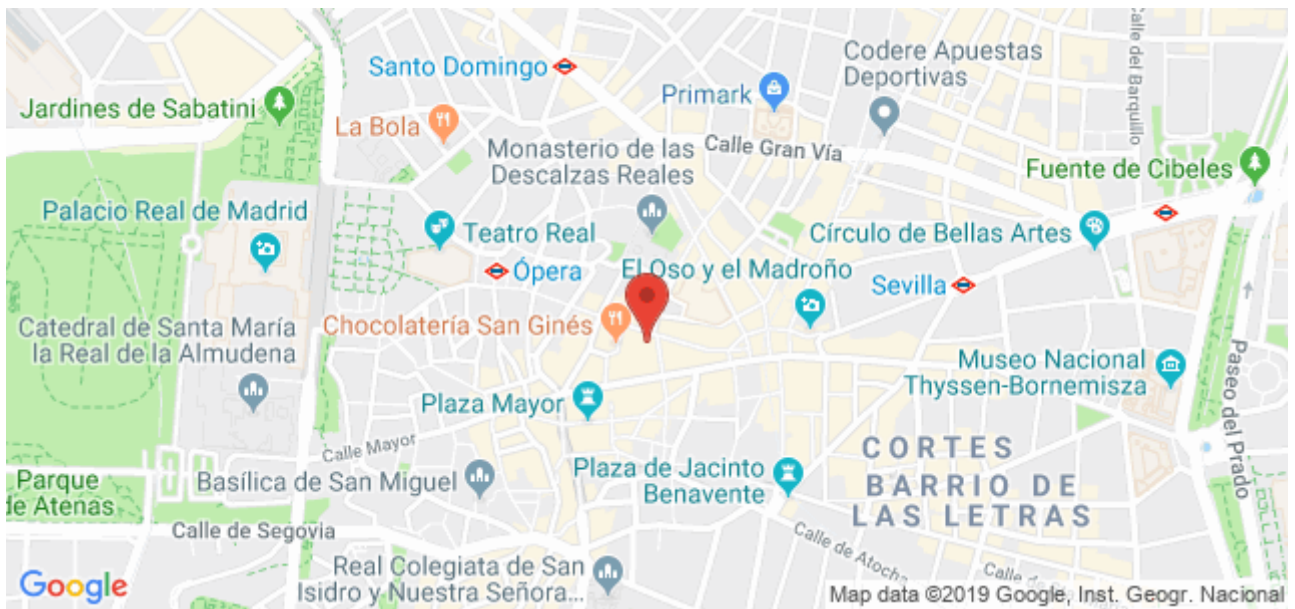 Calle del Barquillo
Codere Apuestas
Deportivas
Santo Domingo
Primark
Jardines de Sabatini
La Bola
Monasterio de las
Descalzas Reales
Calle Gran Vía
Fuente de Cibeles
Palacio Real de Madrid
Teatro Real
Círculo de Bellas Artes
Ópera
El Oso y el Madroño
Sevilla
Catedral de Santa María
la Real de la Almudena
Chocolatería San Ginés
Museo Nacional
Thyssen-Bornemisza
Paseo del Prado
Plaza Mayor
Calle Mayor
CORTES
BARRIO DE
LAS LETRAS
Parque
de Atenas
Basílica de San Miguel
Plaza de Jacinto
Benavente
Calle de Segovia
Calle de Atocha
Real Colegiata de San
Isidro y Nuestra Señora...
Calle de
Google
Map data ©2019 Google, Inst. Geogr. Nacional